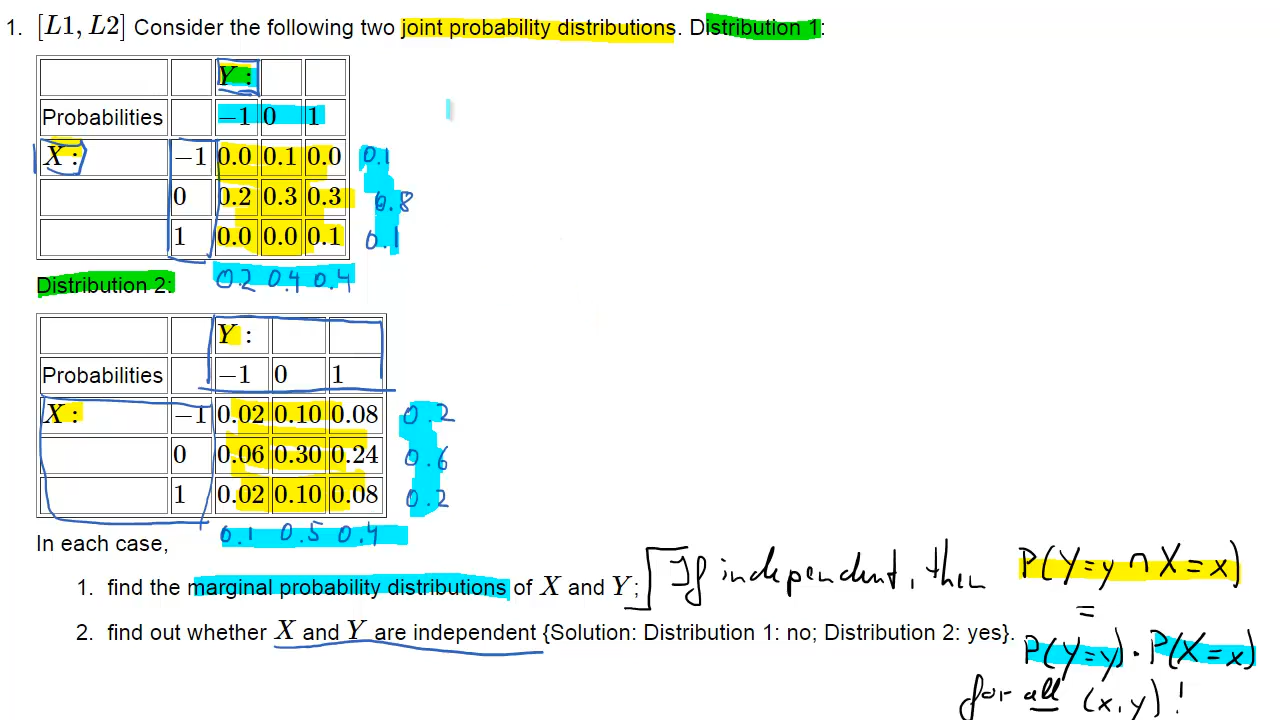 1. [L1, L2] Consider the following two joint probability distributions. Distribution 1:
Y :
Probabilities −1 0 1
X : −1 0.0 0.1 0.0 0.1
0 0.2 0.3 0.3 0.8
1 0.0 0.0 0.1 0.1
0.2 0.4 0.4
Distribution 2:
Y :
Probabilities −1 0 1
X : −1 0.02 0.10 0.08 0.2
0 0.06 0.30 0.24 0.6
1 0.02 0.10 0.08 0.2
0.1 0.5 0.4
In each case,
1. find the marginal probability distributions of X and Y;
If independent, then P(Y=y ∩ X=x)
=
2. find out whether X and Y are independent {Solution: Distribution 1: no; Distribution 2: yes}.
P(Y=y) · P(X=x)
for all (x,y) !